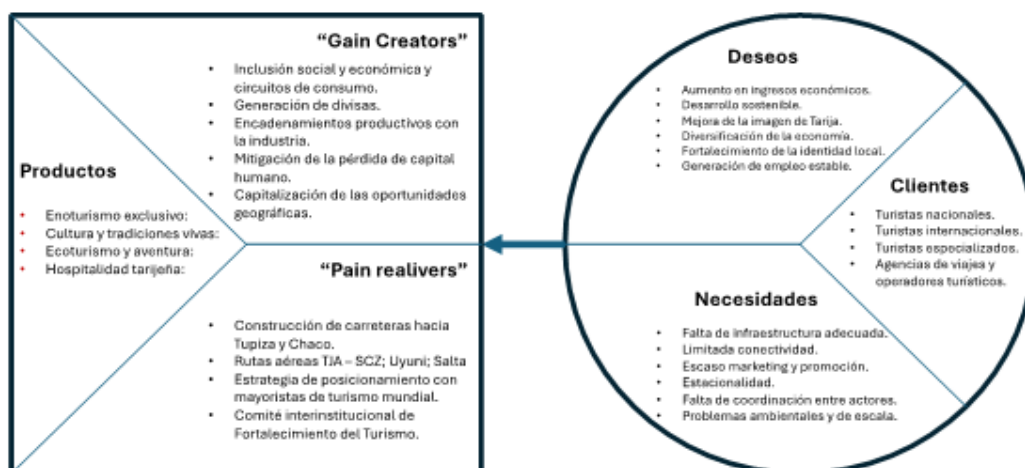 “Gain Creators”
• Inclusión social y económica y
circuitos de consumo.
• Generación de divisas.
• Encadenamientos productivos con
la industria.
• Mitigación de la pérdida de capital
humano.
• Capitalización de las oportunidades
geográficas.
Productos
• Enoturismo exclusivo:
• Cultura y tradiciones vivas:
• Ecoturismo y aventura:
• Hospitalidad tarijeña:
“Pain realivers”
• Construcción de carreteras hacia
Tupiza y Chaco.
• Rutas aéreas TJA – SCZ; Uyuni; Salta
• Estrategia de posicionamiento con
mayoristas de turismo mundial.
• Comité interinstitucional de
Fortalecimiento del Turismo.
Deseos
• Aumento en ingresos económicos.
• Desarrollo sostenible.
• Mejora de la imagen de Tarija.
• Diversificación de la economía.
• Fortalecimiento de la identidad local.
• Generación de empleo estable.
Clientes
• Turistas nacionales.
• Turistas internacionales.
• Turistas especializados.
• Agencias de viajes y
operadores turísticos.
Necesidades
• Falta de infraestructura adecuada.
• Limitada conectividad.
• Escaso marketing y promoción.
• Estacionalidad.
• Falta de coordinación entre actores.
• Problemas ambientales y de escala.